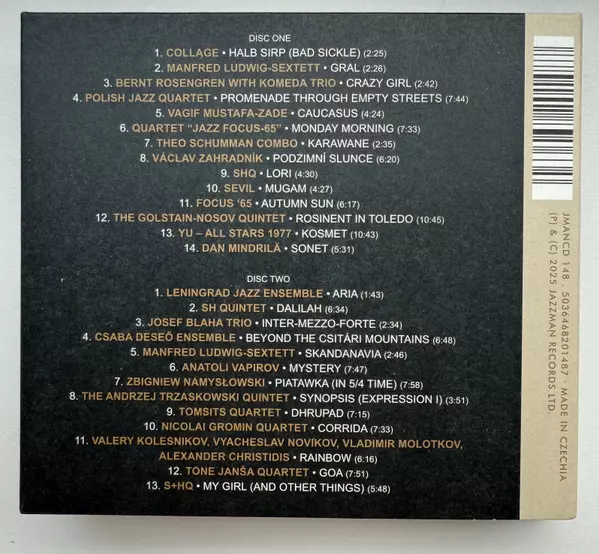 DISC ONE
1. COLLAGE • HALB SIRP (BAD SICKLE) (2:25)
2. MANFRED LUDWIG-SEXTETT • GRAL (2:26)
3. BERNT ROSENGREN WITH KOMEDA TRIO • CRAZY GIRL (2:42)
4. POLISH JAZZ QUARTET • PROMENADE THROUGH EMPTY STREETS (7:44)
5. VAGIF MUSTAFA-ZADE • CAUCASUS (4:24)
6. QUARTET "JAZZ FOCUS-65" • MONDAY MORNING (7:33)
7. THEO SCHUMMAN COMBO • KARAWANE (2:35)
8. VÁCLAV ZAHRADNÍK • PODZIMNÍ SLUNCE (6:20)
9. SHQ • LORI (4:30)
10. SEVIL • MUGAM (4:27)
11. FOCUS '65 • AUTUMN SUN (6:17)
12. THE GOLSTAIN-NOSOV QUINTET • ROSINENT IN TOLEDO (10:45)
13. YU – ALL STARS 1977 • KOSMET (10:43)
14. DAN MINDRILĂ • SONET (5:31)
DISC TWO
1. LENINGRAD JAZZ ENSEMBLE • ARIA (1:43)
2. SH QUINTET • DALILAH (6:34)
3. JOSEF BLAHA TRIO • INTER-MEZZO-FORTE (2:34)
4. CSABA DESEŐ ENSEMBLE • BEYOND THE CSITÁRI MOUNTAINS (6:48)
5. MANFRED LUDWIG-SEXTETT • SKANDANAVIA (2:46)
6. ANATOLI VAPIROV • MYSTERY (7:47)
7. ZBIGNIEW NAMYSŁOWSKI • PIATAWKA (IN 5/4 TIME) (7:58)
8. THE ANDRZEJ TRZASKOWSKI QUINTET • SYNOPSIS (EXPRESSION I) (3:51)
9. TOMSITS QUARTET • DHRUPAD (7:15)
10. NICOLAI GROMIN QUARTET • CORRIDA (7:33)
11. VALERY KOLESNIKOV, VYACHESLAV NOVÍKOV, VLADIMIR MOLOTKOV,
ALEXANDER CHRISTIDIS • RAINBOW (6:16)
12. TONE JANŠA QUARTET • GOA (7:51)
13. S+HQ • MY GIRL (AND OTHER THINGS) (5:48)
JMANCD 148 . 5036468201487 · MADE IN CZECHIA
(P) & (C) 2025 JAZZMAN RECORDS LTD.